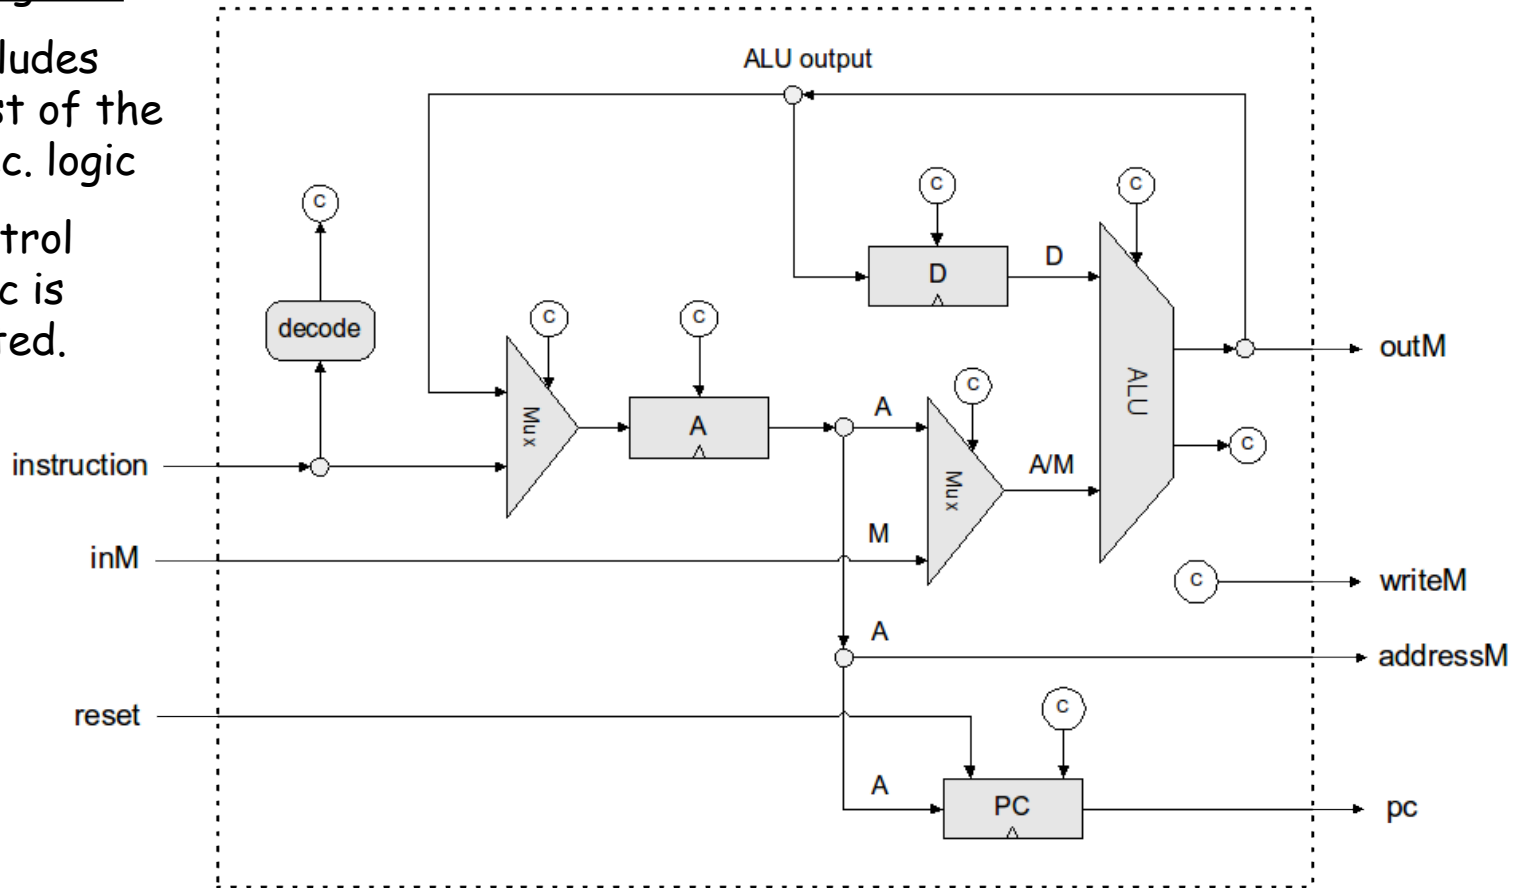 ludes
st of the
c. logic
trol
c is
ted.
ALU output
C
C
C
D
D
decode
C
C
C
Mux
A
A
Mux
A/M
ALU
outM
C
instruction
inM
M
C
writeM
A
addressM
reset
C
A
PC
pc